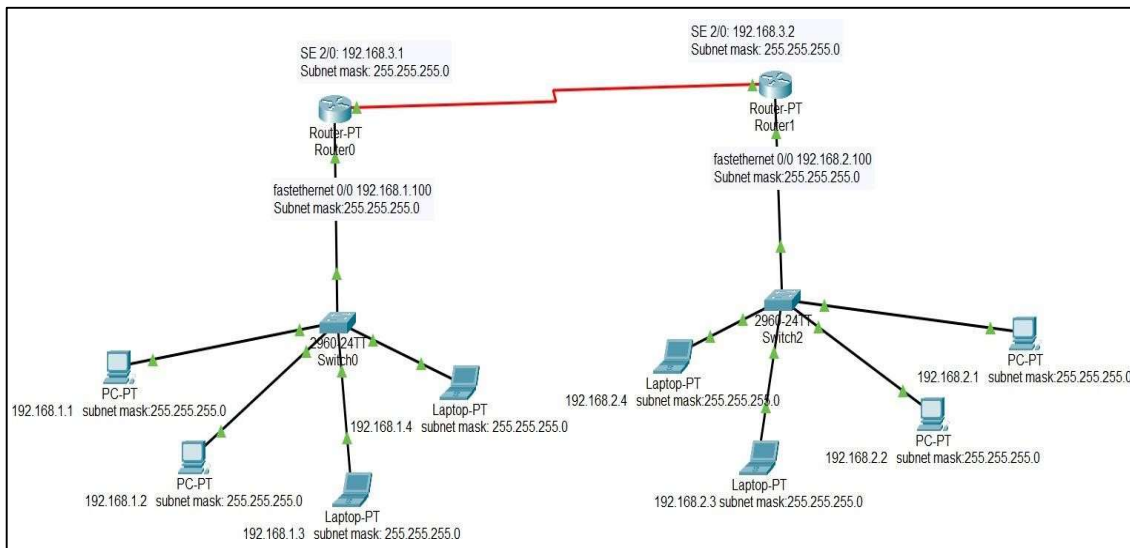 SE 2/0: 192.168.3.1
Subnet mask: 255.255.255.0
SE 2/0: 192.168.3.2
Subnet mask: 255.255.255.0
Router-PT
Router0
Router-PT
Router1
fastethernet 0/0 192.168.1.100
Subnet mask:255.255.255.0
fastethernet 0/0 192.168.2.100
Subnet mask:255.255.255.0
2960-24TT
Switch0
2960-24TT
Switch2
PC-PT
192.168.1.1 subnet mask:255.255.255.0
Laptop-PT
192.168.1.4 subnet mask: 255.255.255.0
PC-PT
192.168.1.2 subnet mask: 255.255.255.0
Laptop-PT
192.168.1.3 subnet mask: 255.255.255.0
Laptop-PT
192.168.2.4 subnet mask:255.255.255.0
PC-PT
192.168.2.1 subnet mask:255.255.255.0
PC-PT
192.168.2.2 subnet mask:255.255.255.0
Laptop-PT
192.168.2.3 subnet mask:255.255.255.0